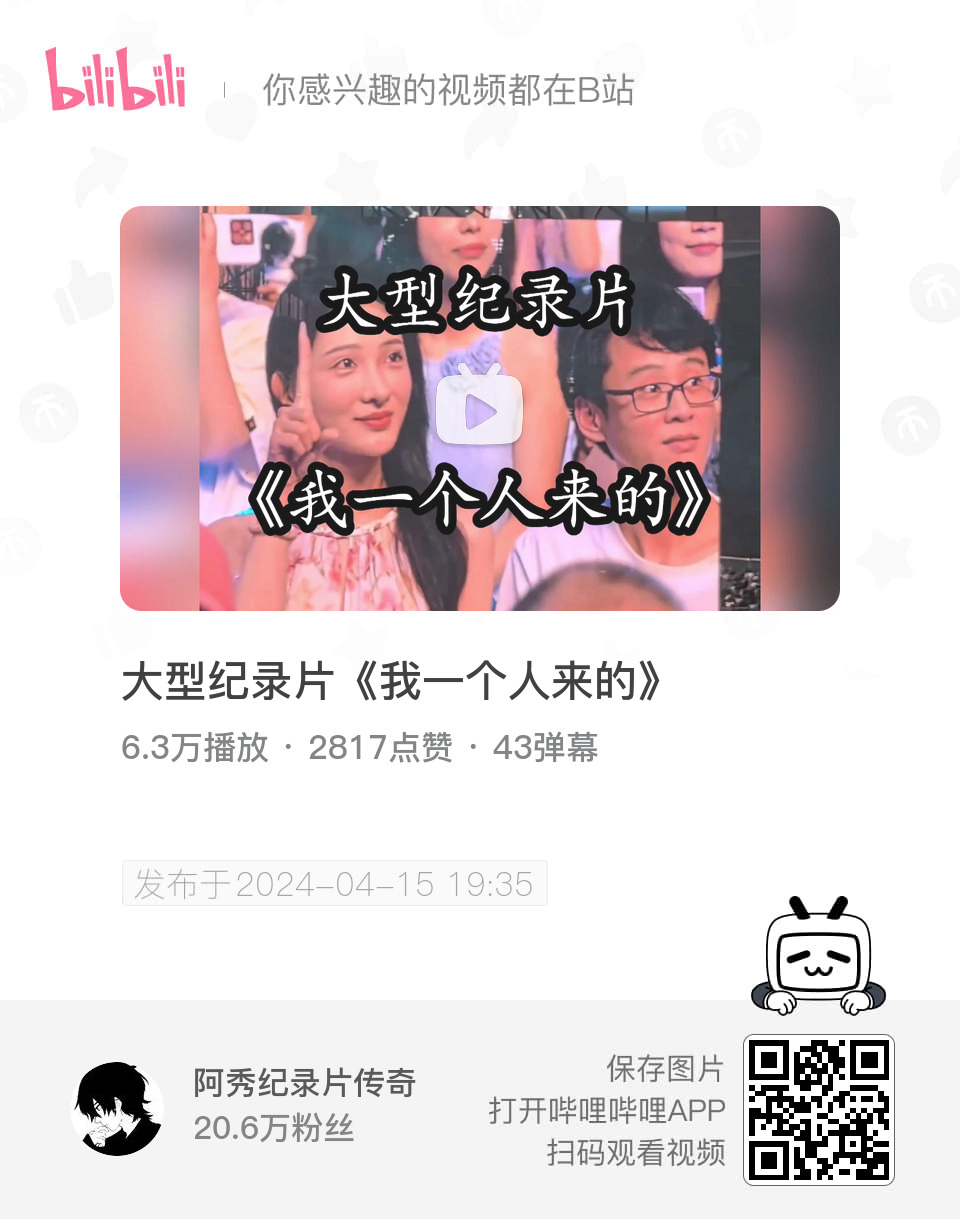 bilibili
你感兴趣的视频都在B站
大型纪录片
《我一个人来的》
大型纪录片《我一个人来的》
6.3万播放 · 2817点赞 · 43弹幕
发布于2024-04-15 19:35
阿秀纪录片传奇
20.6万粉丝
保存图片
打开哔哩哔哩APP
扫码观看视频